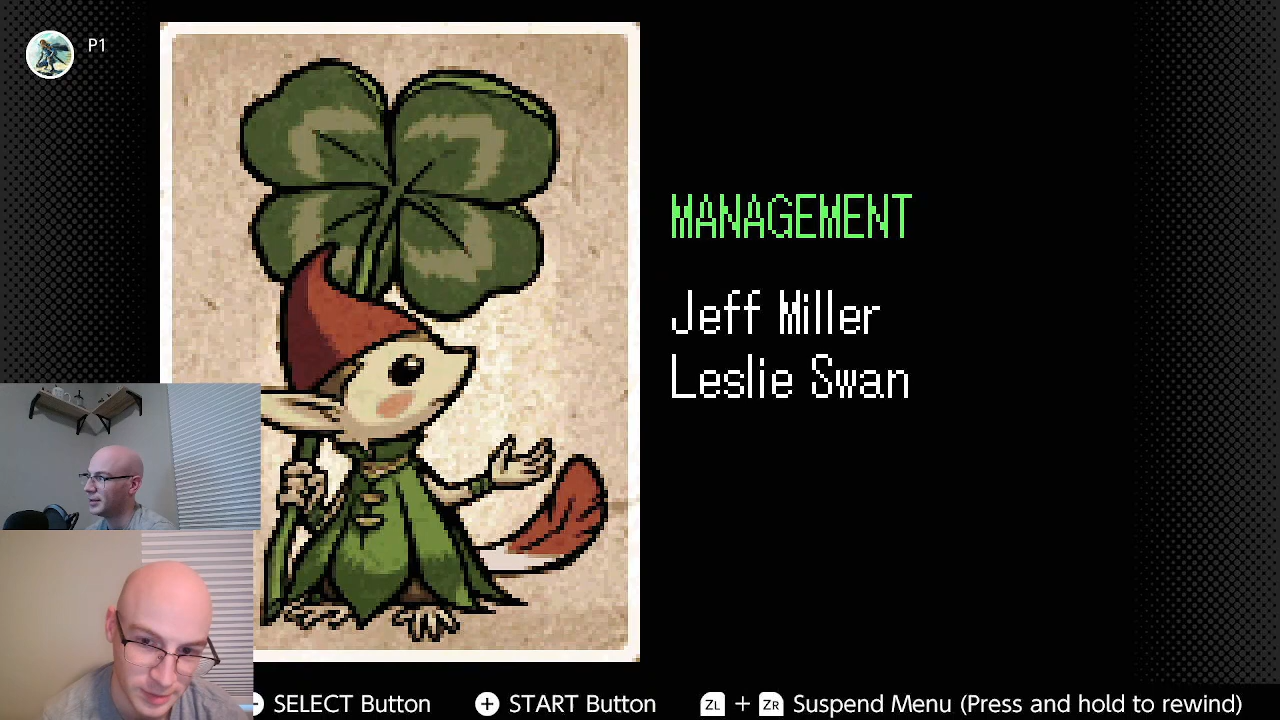 P1
MANAGEMENT
Jeff Miller
Leslie Swan
- SELECT Button + START Button ZL + ZR Suspend Menu (Press and hold to rewind)